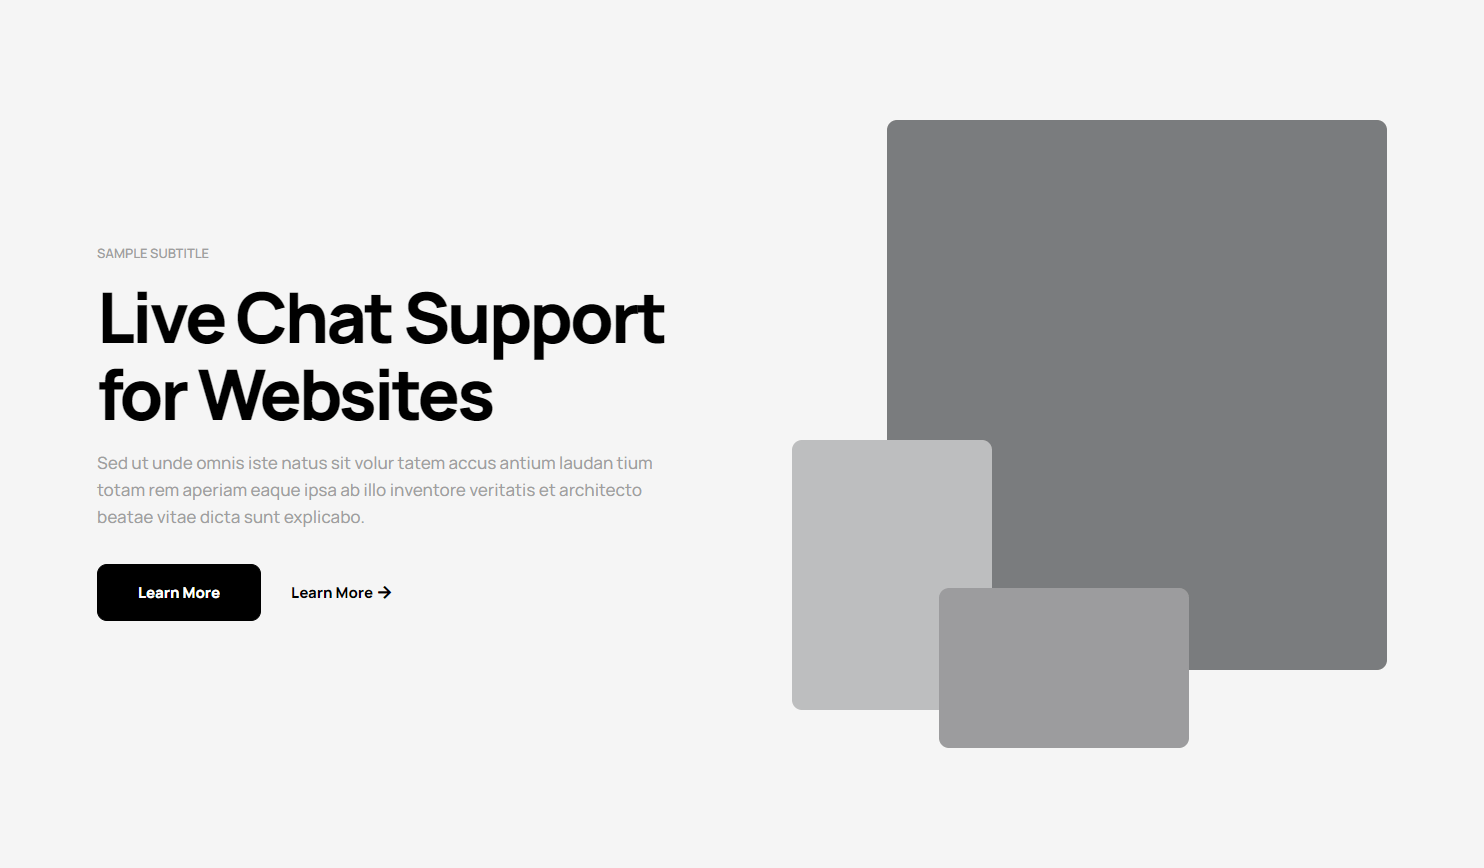 SAMPLE SUBTITLE
Live Chat Support
for Websites
Sed ut unde omnis iste natus sit volur tatem accus antium laudan tium
totam rem aperiam eaque ipsa ab illo inventore veritatis et architecto
beatae vitae dicta sunt explicabo.
Learn More
Learn More →